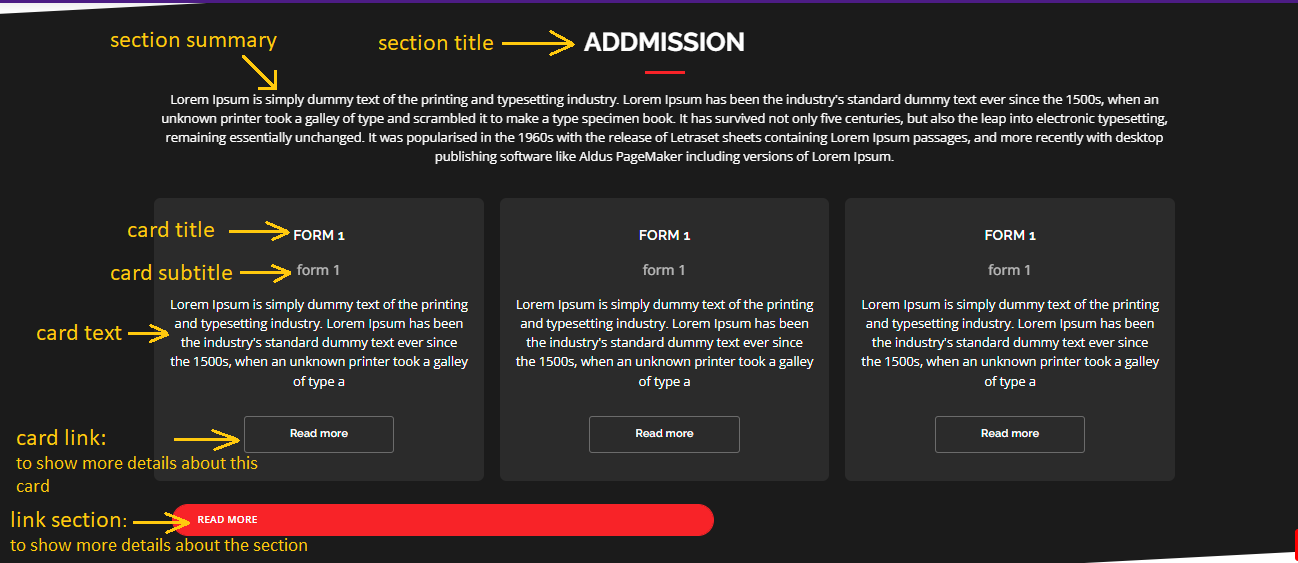 section summary
section title
ADDMISSION
Lorem Ipsum is simply dummy text of the printing and typesetting industry. Lorem Ipsum has been the industry's standard dummy text ever since the 1500s, when an
unknown printer took a galley of type and scrambled it to make a type specimen book. It has survived not only five centuries, but also the leap into electronic typesetting,
remaining essentially unchanged. It was popularised in the 1960s with the release of Letraset sheets containing Lorem Ipsum passages, and more recently with desktop
publishing software like Aldus PageMaker including versions of Lorem Ipsum.
card title
FORM 1
card subtitle
form 1
card text
Lorem Ipsum is simply dummy text of the printing
and typesetting industry. Lorem Ipsum has been
the industry's standard dummy text ever since
the 1500s, when an unknown printer took a galley
of type a
card link:
to show more details about this
card
Read more
FORM 1
form 1
Lorem Ipsum is simply dummy text of the printing
and typesetting industry. Lorem Ipsum has been
the industry's standard dummy text ever since
the 1500s, when an unknown printer took a galley
of type a
Read more
FORM 1
form 1
Lorem Ipsum is simply dummy text of the printing
and typesetting industry. Lorem Ipsum has been
the industry's standard dummy text ever since
the 1500s, when an unknown printer took a galley
of type a
Read more
link section:
to show more details about the section
READ MORE